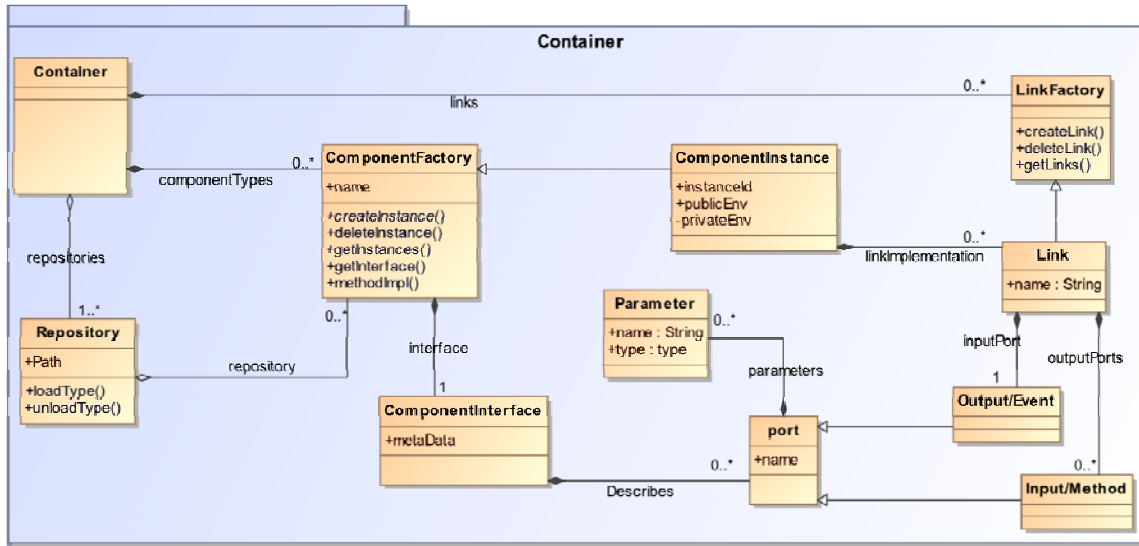 Container
Container
links
0..*
LinkFactory
+createLink()
+deleteLink()
+getLinks()
componentTypes
0..*
ComponentFactory
+name
+createInstance()
+deleteInstance()
+getInstances()
+getInterface()
+methodImpl()
ComponentInstance
+instanceId
+publicEnv
-privateEnv
linkImplementation
0..*
Link
+name : String
repositories
1..*
Repository
+Path
+loadType()
+unloadType()
repository
0..*
interface
1
Parameter
+name : String
+type : type
0..*
parameters
inputPort
1
outputPorts
0..*
ComponentInterface
+metaData
Describes
0..*
port
+name
Output/Event
Input/Method